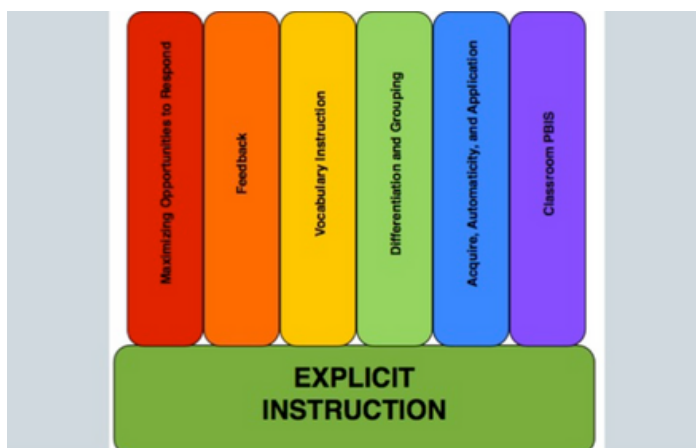 Maximizing Opportunities to Respond
Feedback
Vocabulary Instruction
Differentiation and Grouping
Acquire, Automaticity, and Application
Classroom PBIS
EXPLICIT
INSTRUCTION